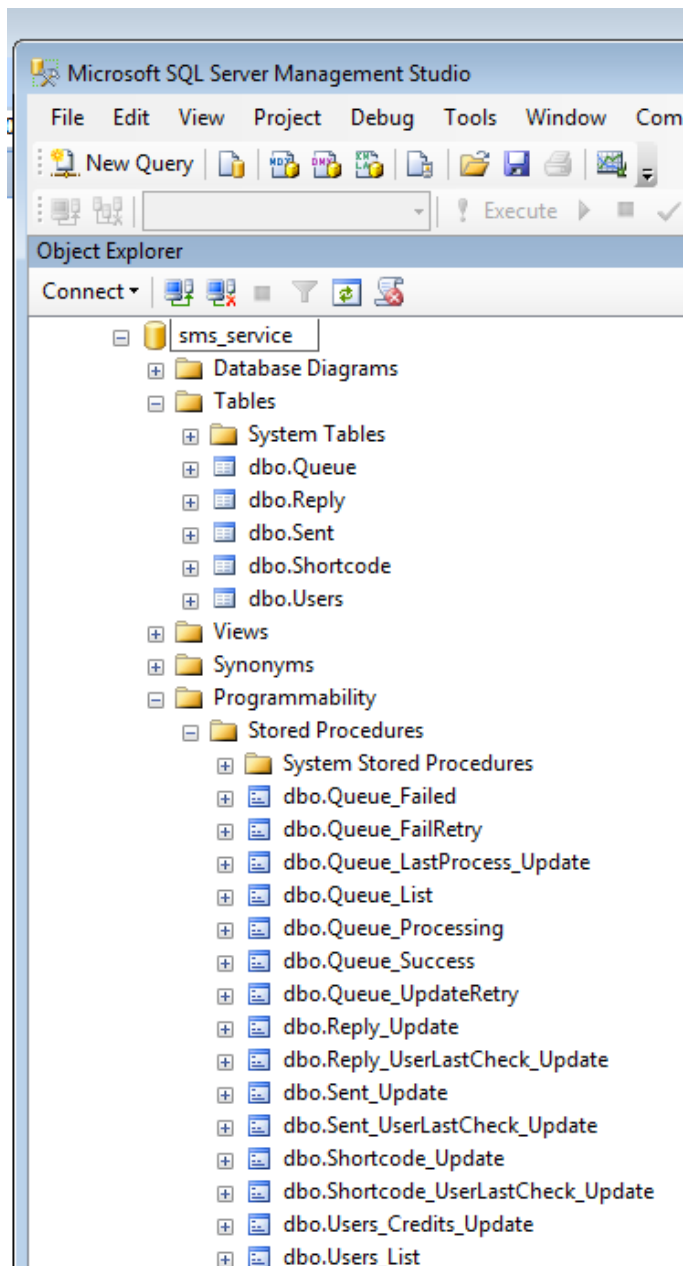 Microsoft SQL Server Management Studio
File Edit View Project Debug Tools Window Com
New Query
Execute
Object Explorer
Connect
sms_service
Database Diagrams
Tables
System Tables
dbo.Queue
dbo.Reply
dbo.Sent
dbo.Shortcode
dbo.Users
Views
Synonyms
Programmability
Stored Procedures
System Stored Procedures
dbo.Queue_Failed
dbo.Queue_FailRetry
dbo.Queue_LastProcess_Update
dbo.Queue_List
dbo.Queue_Processing
dbo.Queue_Success
dbo.Queue_UpdateRetry
dbo.Reply_Update
dbo.Reply_UserLastCheck_Update
dbo.Sent_Update
dbo.Sent_UserLastCheck_Update
dbo.Shortcode_Update
dbo.Shortcode_UserLastCheck_Update
dbo.Users_Credits_Update
dbo.Users_List